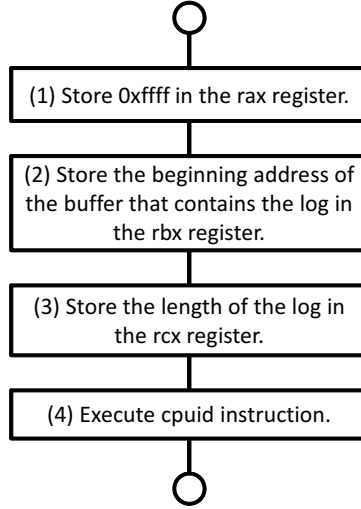 (1) Store 0xffff in the rax register.
(2) Store the beginning address of
the buffer that contains the log in
the rbx register.
(3) Store the length of the log in
the rcx register.
(4) Execute cpuid instruction.